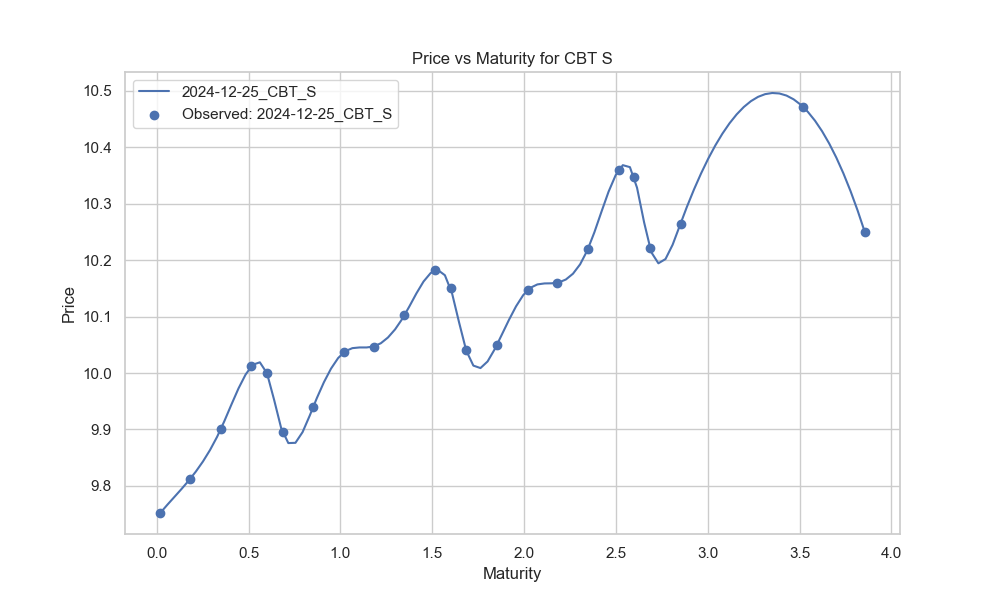 Price vs Maturity for CBT S
2024-12-25_CBT_S
Observed: 2024-12-25_CBT_S
Price
10.5
10.4
10.3
10.2
10.1
10.0
9.9
9.8
0.0 0.5 1.0 1.5 2.0 2.5 3.0 3.5 4.0
Maturity